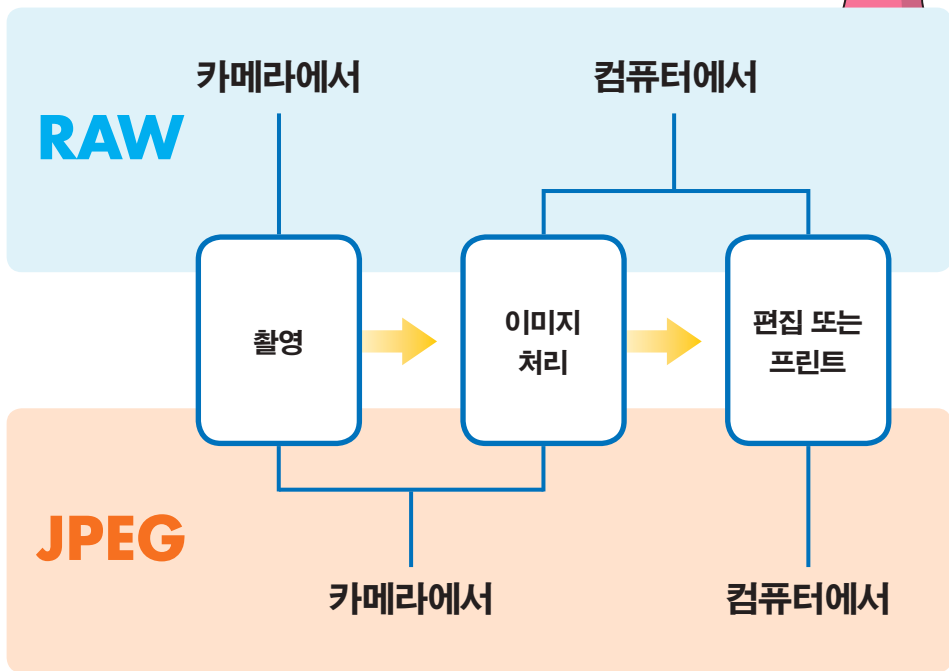 카메라에서
컴퓨터에서
RAW
촬영
이미지
처리
편집 또는
프린트
JPEG
카메라에서
컴퓨터에서